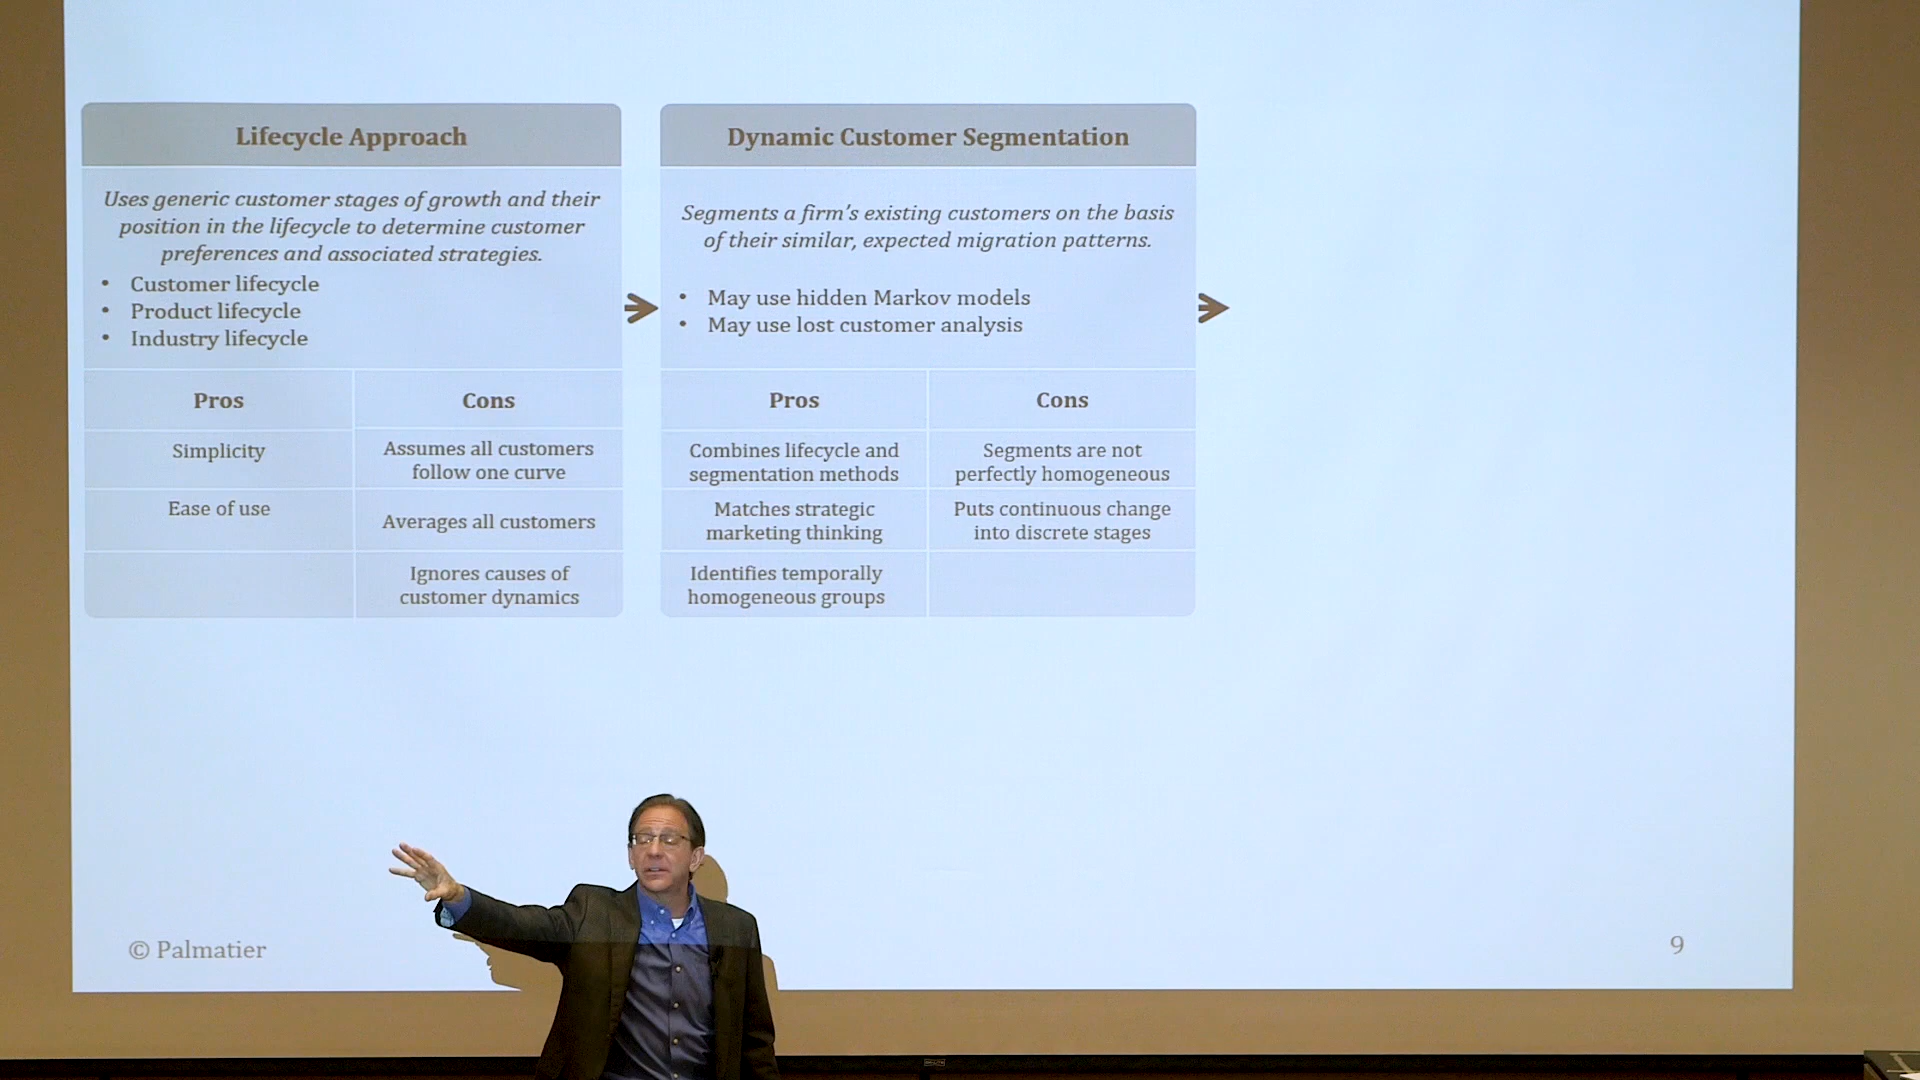 Lifecycle Approach
Uses generic customer stages of growth and their
position in the lifecycle to determine customer
preferences and associated strategies.
• Customer lifecycle
• Product lifecycle
• Industry lifecycle
Pros
Cons
Simplicity
Assumes all customers
follow one curve
Ease of use
Averages all customers
Ignores causes of
customer dynamics
Dynamic Customer Segmentation
Segments a firm's existing customers on the basis
of their similar, expected migration patterns.
• May use hidden Markov models
• May use lost customer analysis
Pros
Cons
Combines lifecycle and
segmentation methods
Segments are not
perfectly homogeneous
Matches strategic
marketing thinking
Puts continuous change
into discrete stages
Identifies temporally
homogeneous groups
© Palmatier
9